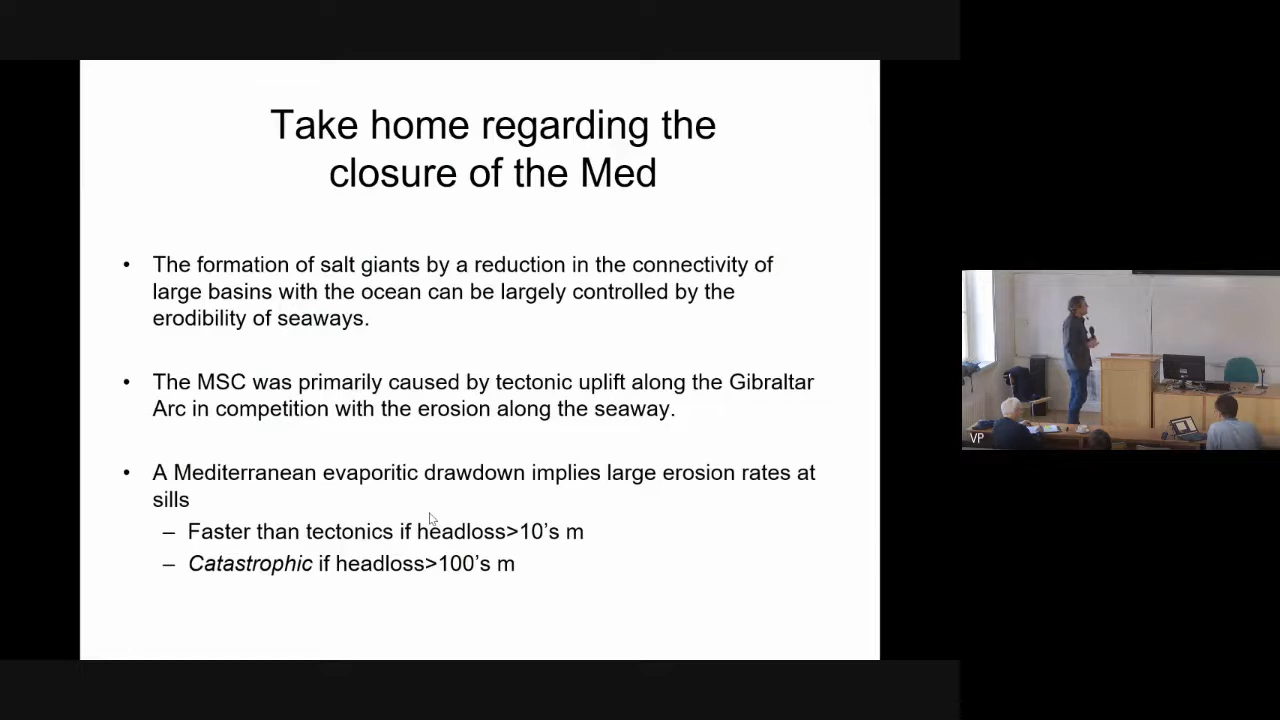 Take home regarding the
closure of the Med
• The formation of salt giants by a reduction in the connectivity of
large basins with the ocean can be largely controlled by the
erodibility of seaways.
• The MSC was primarily caused by tectonic uplift along the Gibraltar
Arc in competition with the erosion along the seaway.
• A Mediterranean evaporitic drawdown implies large erosion rates at
sills
– Faster than tectonics if headloss>10's m
– Catastrophic if headloss>100's m
VP